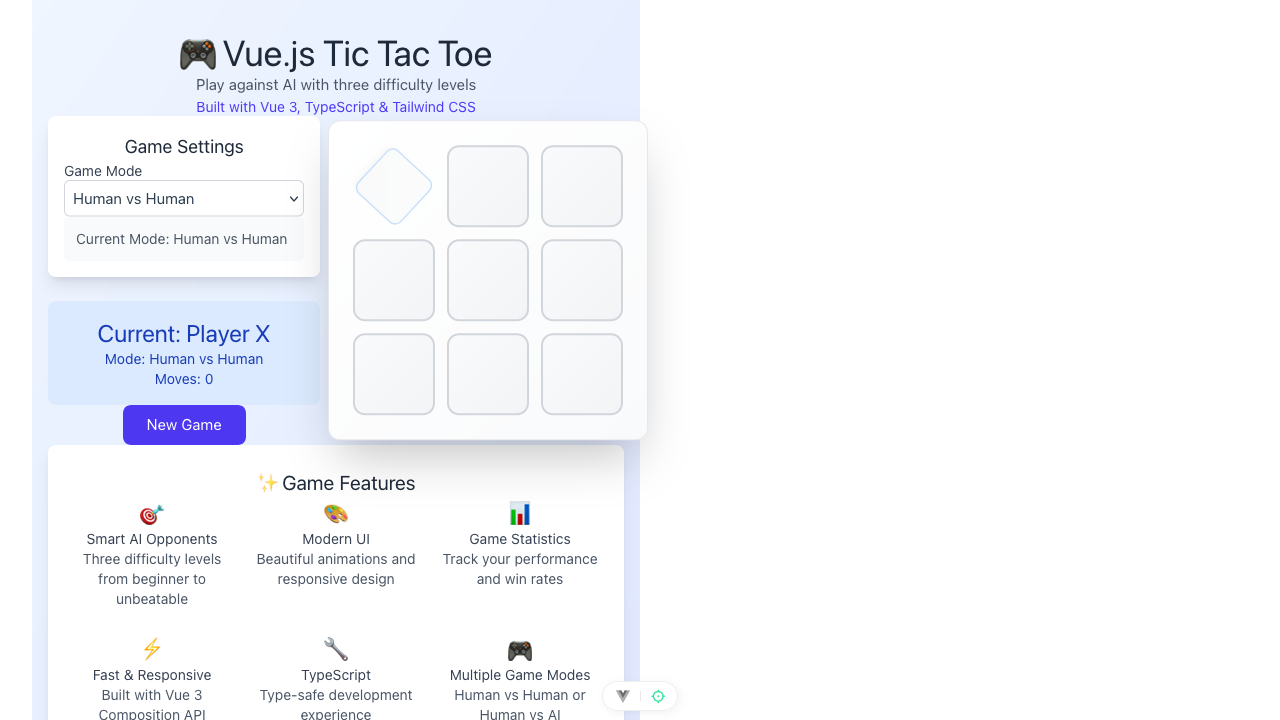 🎮 Vue.js Tic Tac Toe
Play against AI with three difficulty levels
Built with Vue 3, TypeScript & Tailwind CSS
Game Settings
Game Mode
Human vs Human
Current Mode: Human vs Human
Current: Player X
Mode: Human vs Human
Moves: 0
New Game
✨ Game Features
🎯
Smart AI Opponents
Three difficulty levels
from beginner to
unbeatable
🎨
Modern UI
Beautiful animations and
responsive design
📊
Game Statistics
Track your performance
and win rates
⚡
Fast & Responsive
Built with Vue 3
Composition API
🔧
TypeScript
Type-safe development
experience
🎮
Multiple Game Modes
Human vs Human or
Human vs AI